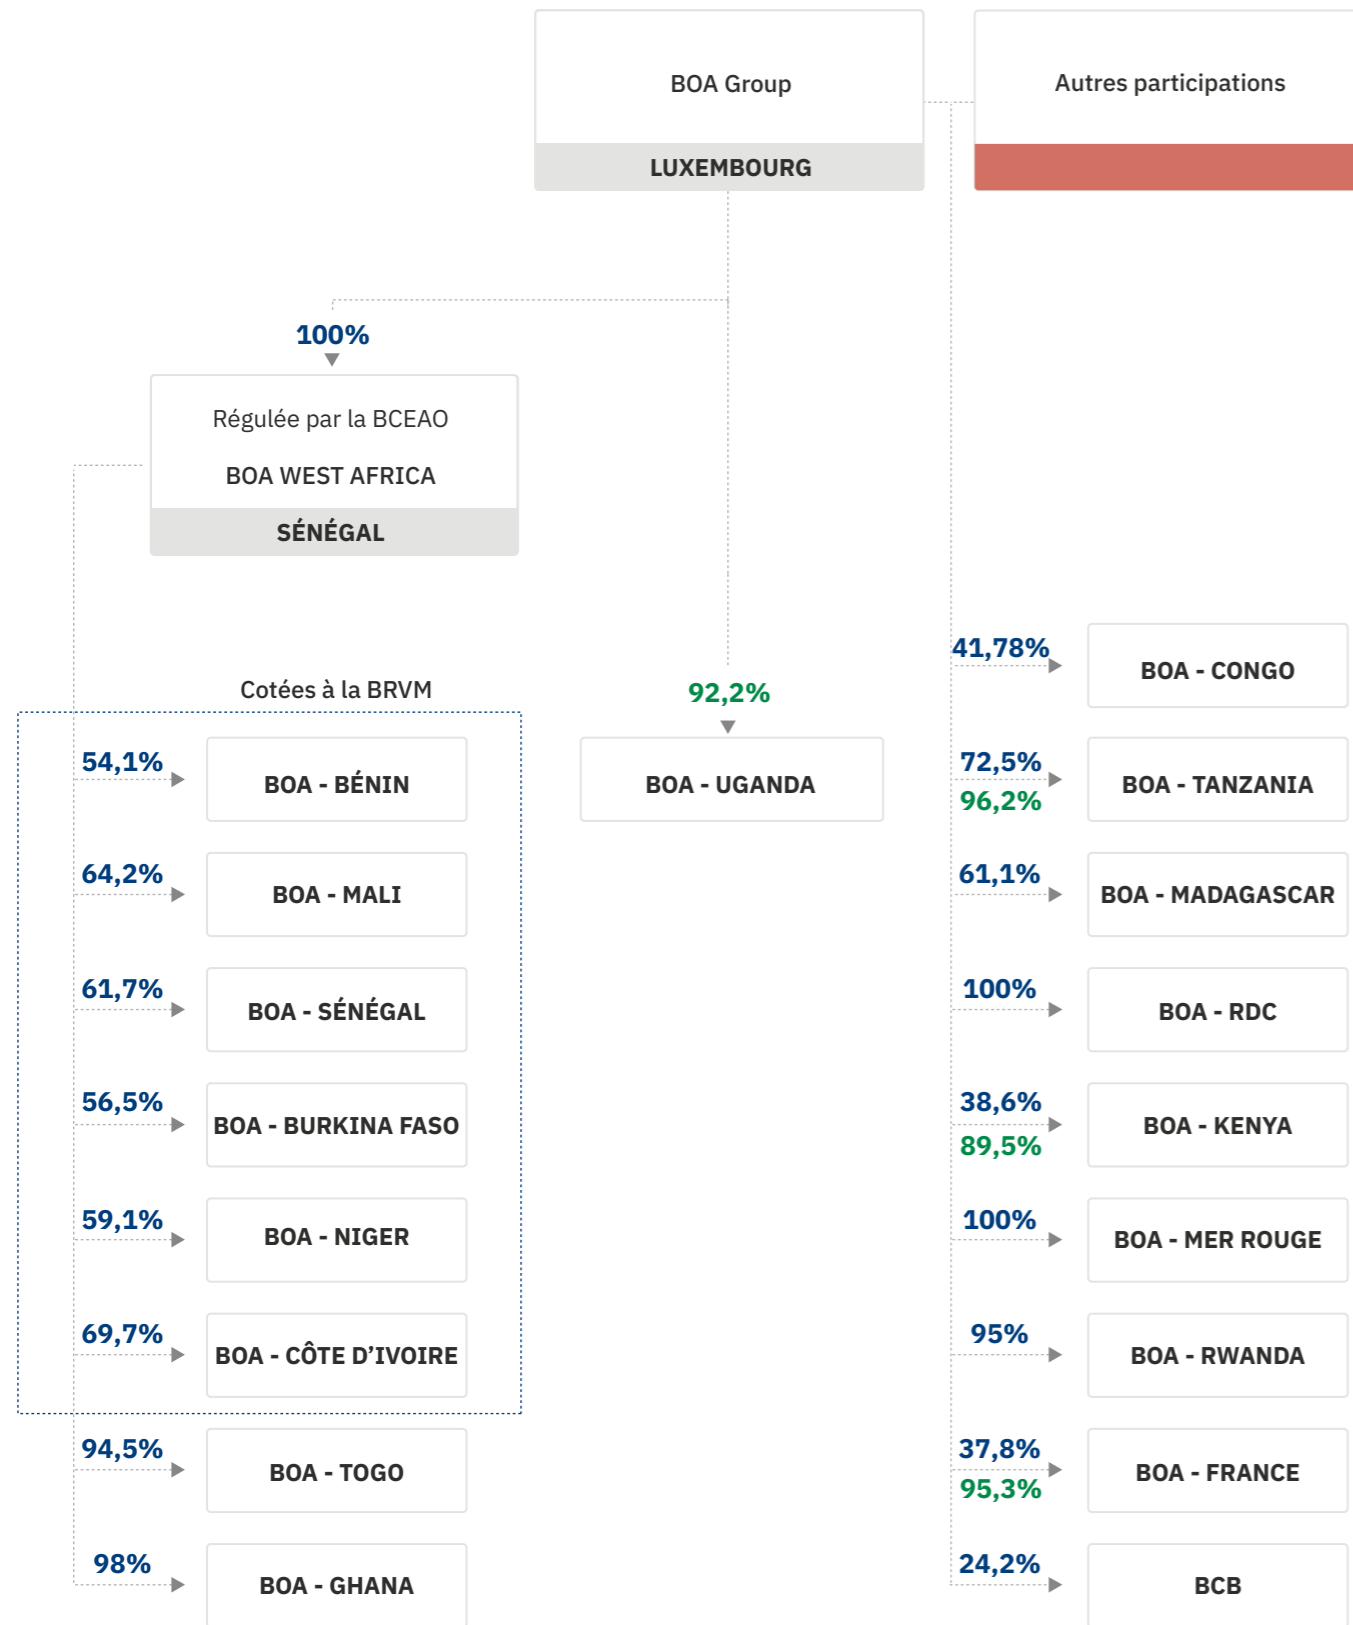 BOA Group
LUXEMBOURG
Autres participations
100%
Régulée par la BCEAO
BOA WEST AFRICA
SÉNÉGAL
Cotées à la BRVM
54,1%
BOA - BÉNIN
64,2%
BOA - MALI
61,7%
BOA - SÉNÉGAL
56,5%
BOA - BURKINA FASO
59,1%
BOA - NIGER
69,7%
BOA - CÔTE D’IVOIRE
94,5%
BOA - TOGO
98%
BOA - GHANA
92,2%
BOA - UGANDA
41,78%
BOA - CONGO
72,5%
96,2%
BOA - TANZANIA
61,1%
BOA - MADAGASCAR
100%
BOA - RDC
38,6%
89,5%
BOA - KENYA
100%
BOA - MER ROUGE
95%
BOA - RWANDA
37,8%
95,3%
BOA - FRANCE
24,2%
BCB